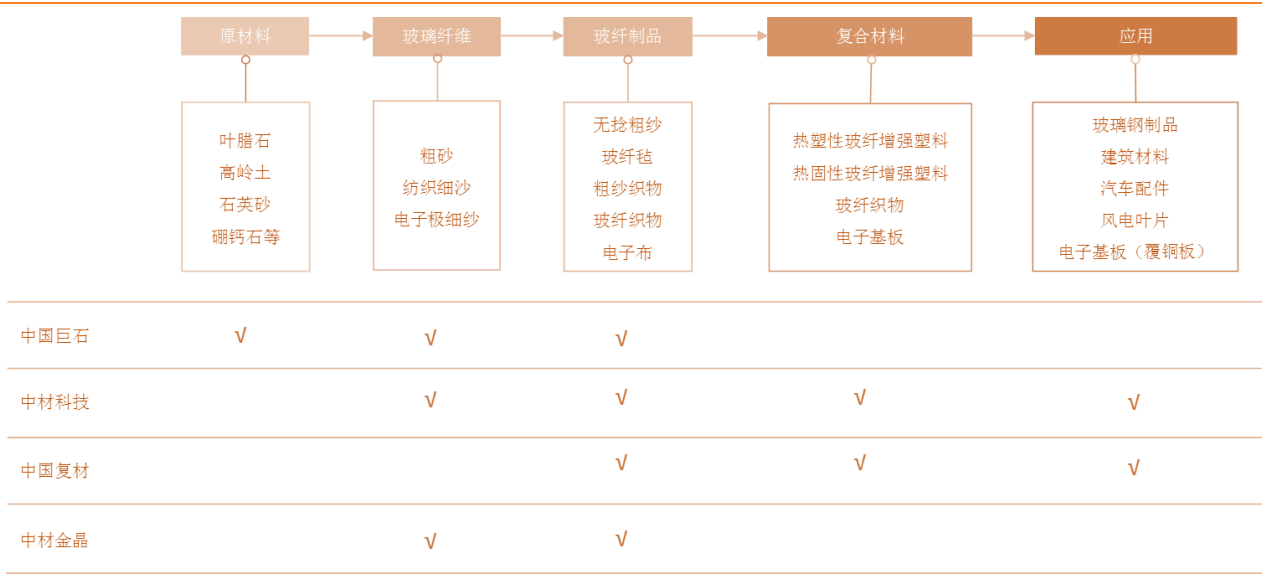 原材料
玻璃纤维
玻纤制品
复合材料
应用
叶腊石
高岭土
石英砂
硼钙石等
粗砂
纺织细沙
电子极细纱
无捻粗纱
玻纤毡
粗纱织物
玻纤织物
电子布
热塑性玻纤增强塑料
热固性玻纤增强塑料
玻纤织物
电子基板
玻璃钢制品
建筑材料
汽车配件
风电叶片
电子基板（覆铜板）
中国巨石 √ √ √
中材科技 √ √ √ √
中国复材 √ √ √
中材金晶 √ √